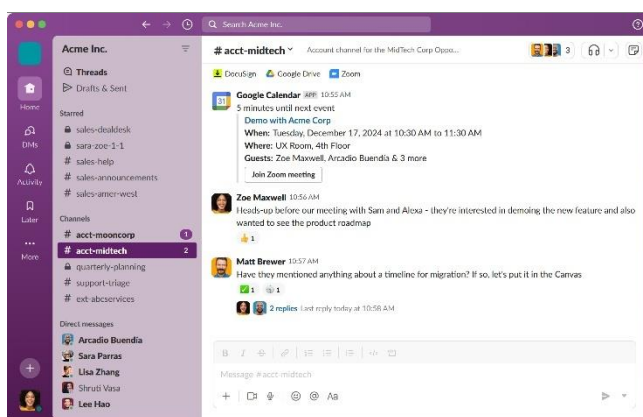 Search Acme Inc.
Acme Inc.
Threads
Drafts & Sent
Starred
sales-dealdesk
sara-zoe-1-1
# sales-help
# sales-announcements
# sales-amer-west
Channels
# acct-mooncorp 1
# acct-midtech 2
quarterly-planning
# support-triage
# ext-abcservices
Direct messages
Arcadio Buendía
Sara Parras
Lisa Zhang
Shruti Vasa
Lee Hao
Home
DMs
Activity
Later
More
# acct-midtech
Account channel for the MidTech Corp Oppo...
3
DocuSign Google Drive Zoom
31
Google Calendar APP 10:55 AM
5 minutes until next event
Demo with Acme Corp
When: Tuesday, December 17, 2024 at 10:30 AM to 11:30 AM
Where: UX Room, 4th Floor
Guests: Zoe Maxwell, Arcadio Buendía & 3 more
Join Zoom meeting
Zoe Maxwell 10:56 AM
Heads-up before our meeting with Sam and Alexa - they're interested in demoing the new feature and also
wanted to see the product roadmap
1
Matt Brewer 10:57 AM
Have they mentioned anything about a timeline for migration? If so, let's put it in the Canvas
1 1
2 replies Last reply today at 10:58 AM
B I S
Message #acct-midtech
Aa